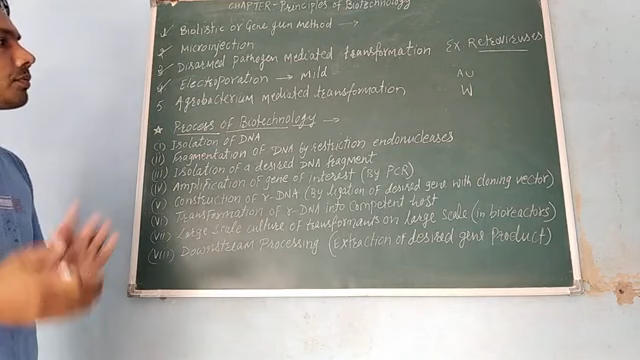 CHAPTER - Principles of Biotechnology
1 Biolistic or Gene gun method →
2 Microinjection
3 Disarmed pathogen mediated transformation Ex Retroviruses
4 Electroporation → Mild
AU
5. Agrobacterium mediated transformation W
★ Process of Biotechnology →
(i) Isolation of DNA
(ii) Fragmentation of DNA by restriction endonucleases
(iii) Isolation of a desired DNA fragment
(iv) Amplification of gene of interest (By PCR)
(v) Construction of r-DNA (By ligation of desired gene with cloning vector)
(vi) Transformation of r-DNA into competent host
(vii) Large scale culture of transformants on large scale (in bioreactors)
(viii) Downstream Processing (Extraction of desired gene Product)